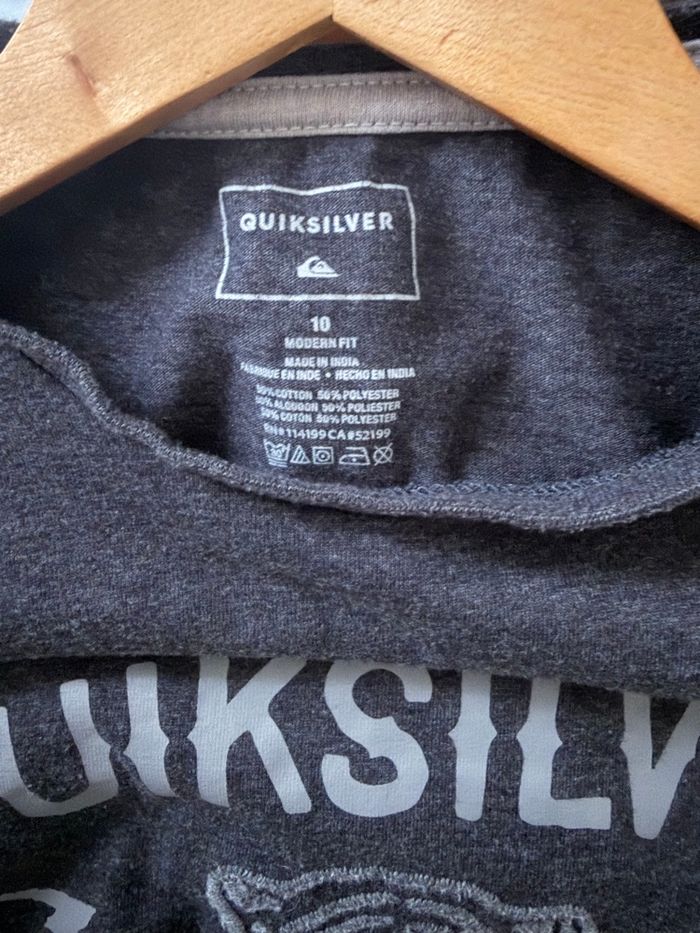 QUIKSILVER
10
MODERN FIT
MADE IN INDIA
FABRIQUE EN INDE • HECHO EN INDIA
50% COTTON 50% POLYESTER
50% ALGODON 50% POLIESTER
50% COTON 50% POLYESTER
RN# 114199 CA# 52199
UIKSILV